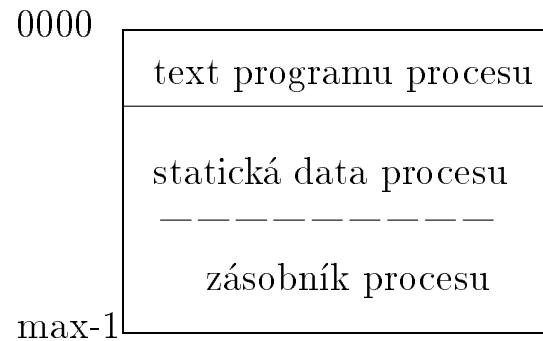 0000
text programu procesu
statická data procesu
zásobník procesu
max-1